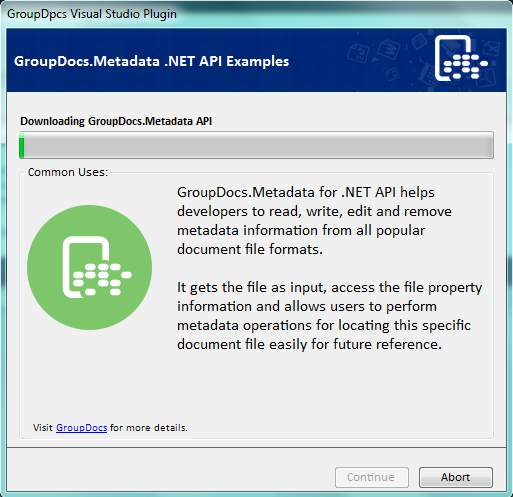 GroupDpcs Visual Studio Plugin
GroupDocs.Metadata .NET API Examples
Downloading GroupDocs.Metadata API
Common Uses:
GroupDocs.Metadata for .NET API helps
developers to read, write, edit and remove
metadata information from all popular
document file formats.
It gets the file as input, access the file property
information and allows users to perform
metadata operations for locating this specific
document file easily for future reference.
Visit GroupDocs for more details.
Continue
Abort